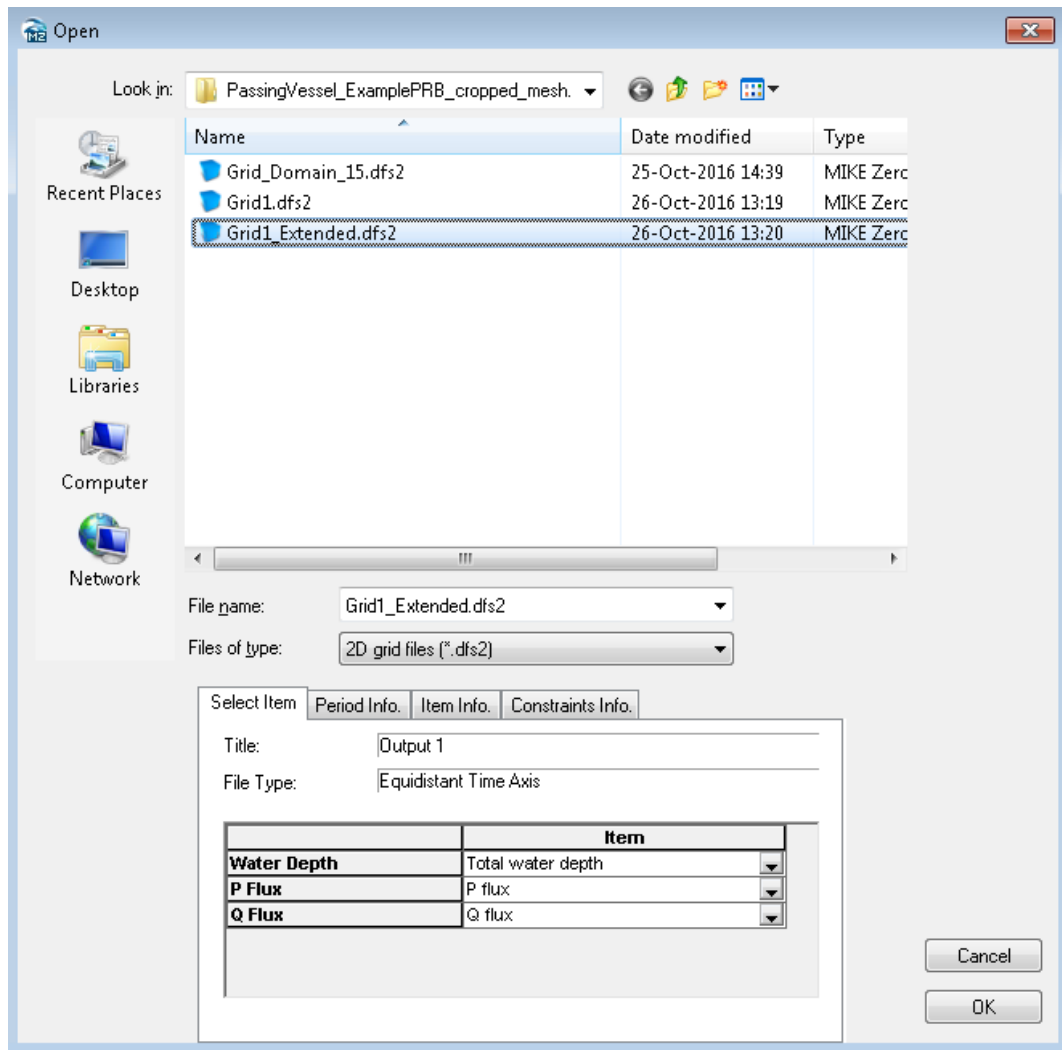 M2 Open
Look in: PassingVessel_ExamplePRB_cropped_mesh.
Name Date modified Type
Grid_Domain_15.dfs2 25-Oct-2016 14:39 MIKE Zerc
Grid1.dfs2 26-Oct-2016 13:19 MIKE Zerc
Grid1_Extended.dfs2 26-Oct-2016 13:20 MIKE Zerc
Recent Places
Desktop
Libraries
Computer
Network
File name: Grid1_Extended.dfs2
Files of type: 2D grid files (*.dfs2)
Select Item Period Info. Item Info. Constraints Info.
Title: Output 1
File Type: Equidistant Time Axis
Item
Water Depth Total water depth
P Flux P flux
Q Flux Q flux
Cancel
OK